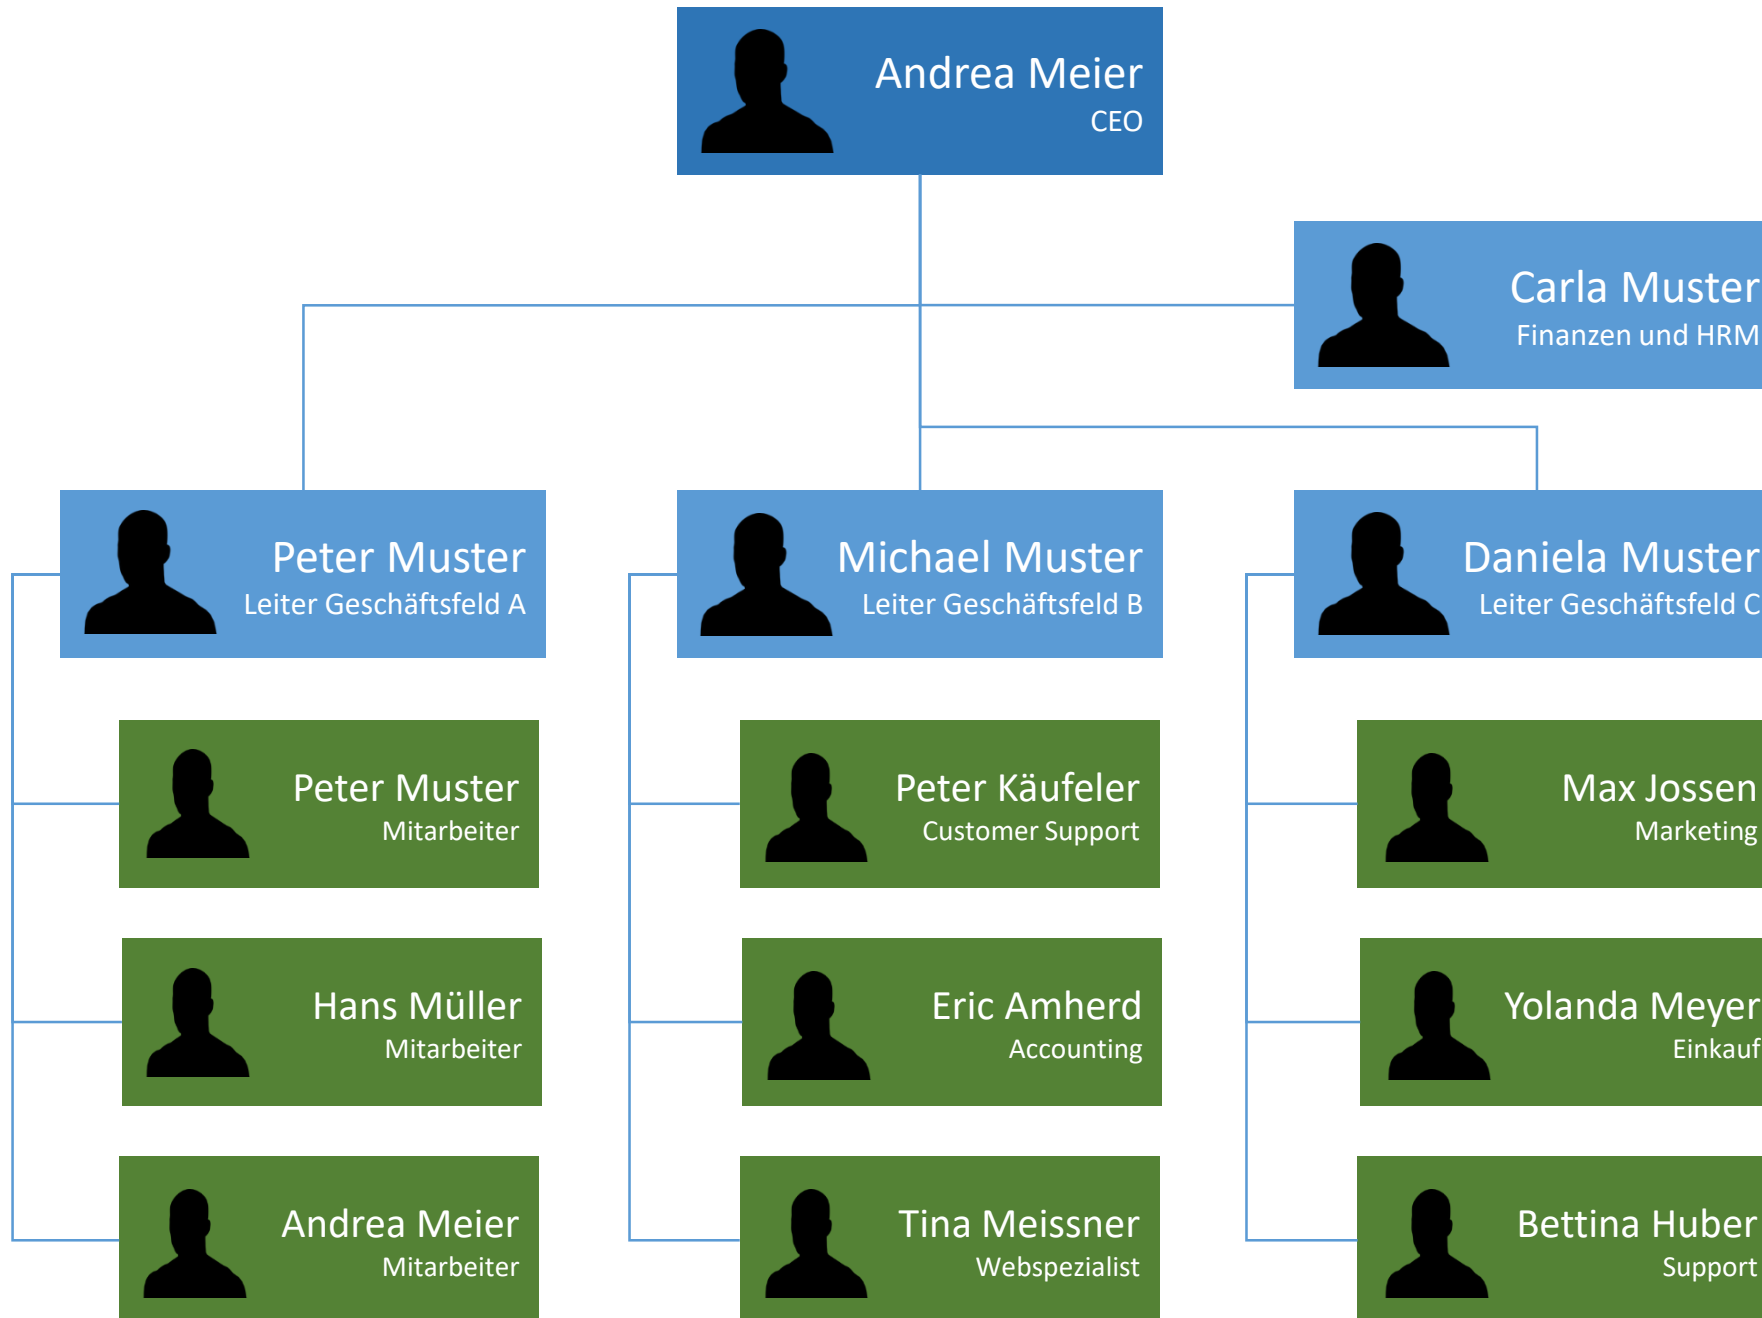 Andrea Meier
CEO
Carla Muster
Finanzen und HRM
Peter Muster
Leiter Geschäftsfeld A
Michael Muster
Leiter Geschäftsfeld B
Daniela Muster
Leiter Geschäftsfeld C
Peter Muster
Mitarbeiter
Peter Käufeler
Customer Support
Max Jossen
Marketing
Hans Müller
Mitarbeiter
Eric Amherd
Accounting
Yolanda Meyer
Einkauf
Andrea Meier
Mitarbeiter
Tina Meissner
Webspezialist
Bettina Huber
Support